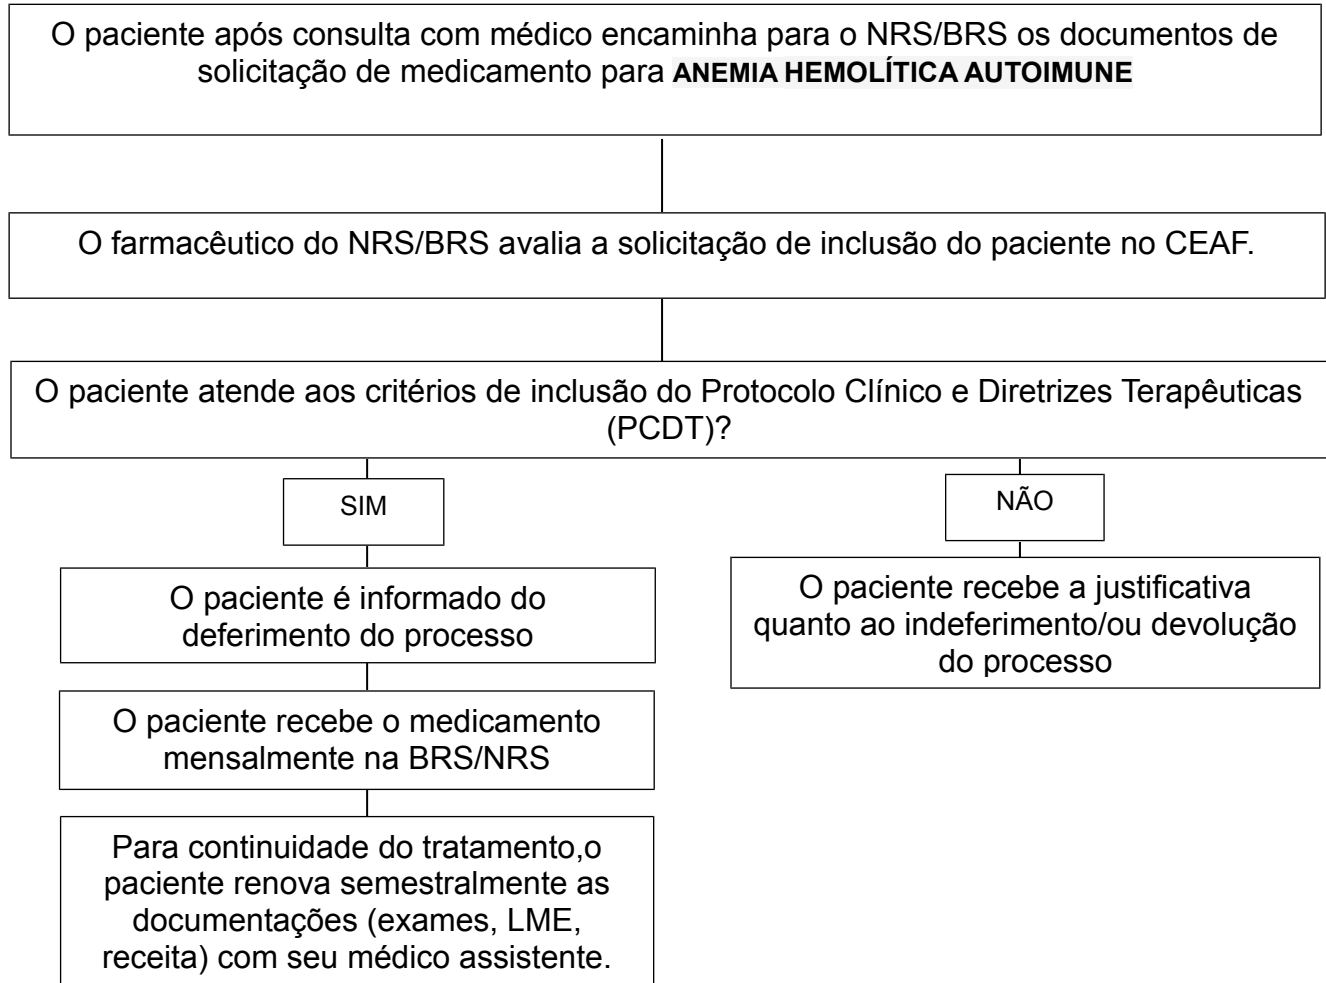 O paciente após consulta com médico encaminha para o NRS/BRS os documentos de
solicitação de medicamento para ANEMIA HEMOLÍTICA AUTOIMUNE
O farmacêutico do NRS/BRS avalia a solicitação de inclusão do paciente no CEAF.
O paciente atende aos critérios de inclusão do Protocolo Clínico e Diretrizes Terapêuticas
(PCDT)?
SIM
NÃO
O paciente é informado do
deferimento do processo
O paciente recebe a justificativa
quanto ao indeferimento/ou devolução
do processo
O paciente recebe o medicamento
mensalmente na BRS/NRS
Para continuidade do tratamento,o
paciente renova semestralmente as
documentações (exames, LME,
receita) com seu médico assistente.